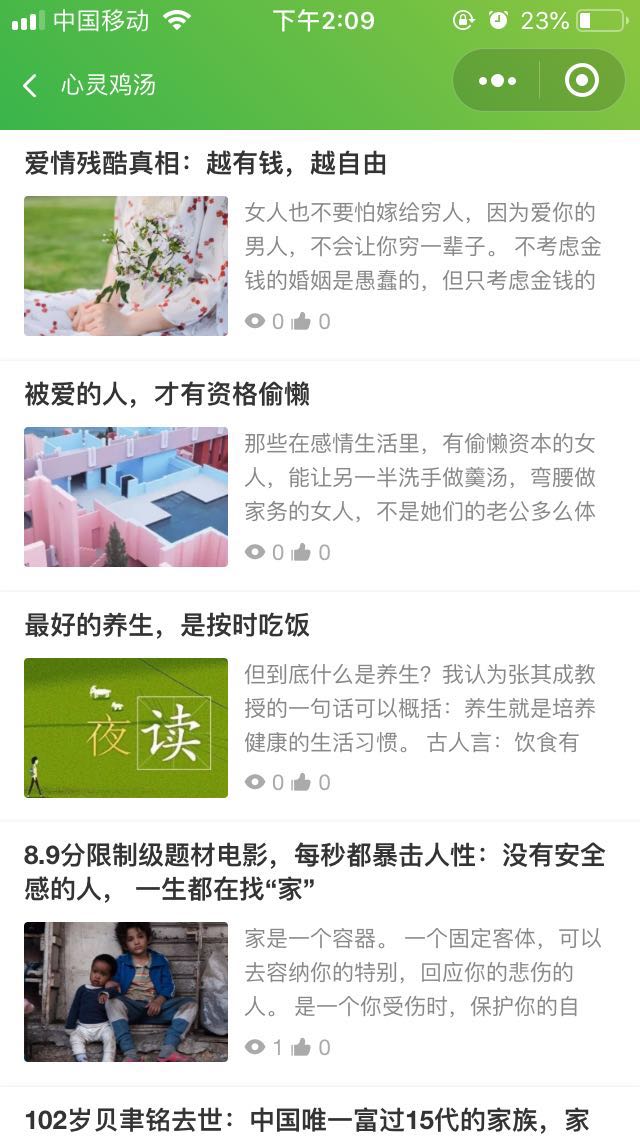 中国移动 下午2:09 23%
心灵鸡汤
爱情残酷真相：越有钱，越自由
女人也不要怕嫁给穷人，因为爱你的
男人，不会让你穷一辈子。 不考虑金
钱的婚姻是愚蠢的，但只考虑金钱的
0 0
被爱的人，才有资格偷懒
那些在感情生活里，有偷懒资本的女
人，能让另一半洗手做羹汤，弯腰做
家务的女人，不是她们的老公多么体
0 0
最好的养生，是按时吃饭
夜读
但到底什么是养生？我认为张其成教
授的一句话可以概括：养生就是培养
健康的生活习惯。 古人言：饮食有
0 0
8.9分限制级题材电影，每秒都暴击人性：没有安全
感的人， 一生都在找“家”
家是一个容器。 一个固定客体，可以
去容纳你的特别，回应你的悲伤的
人。 是一个你受伤时，保护你的自
1 0
102岁贝聿铭去世：中国唯一富过15代的家族，家